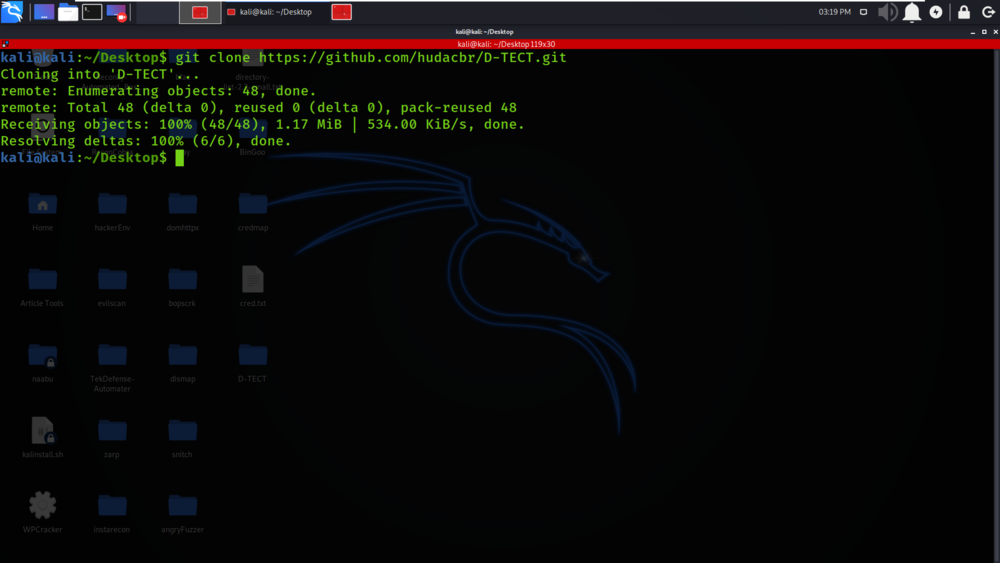 kali@kali: ~/Desktop
03:19 PM
kali@kali: ~/Desktop
kali@kali: ~/Desktop 119x30
kali@kali:~/Desktop$ git clone https://github.com/hudacbr/D-TECT.git
Cloning into 'D-TECT'...
remote: Enumerating objects: 48, done.
remote: Total 48 (delta 0), reused 0 (delta 0), pack-reused 48
Receiving objects: 100% (48/48), 1.17 MiB | 534.00 KiB/s, done.
Resolving deltas: 100% (6/6), done.
kali@kali:~/Desktop$
BinGoo
Home
hackerEnv
domhttpx
credmap
Article Tools
evilscan
bopscrk
cred.txt
naabu
TekDefense-
Automater
dismap
D-TECT
kalinstall.sh
zarp
snitch
WPCracker
instarecon
angryFuzzer